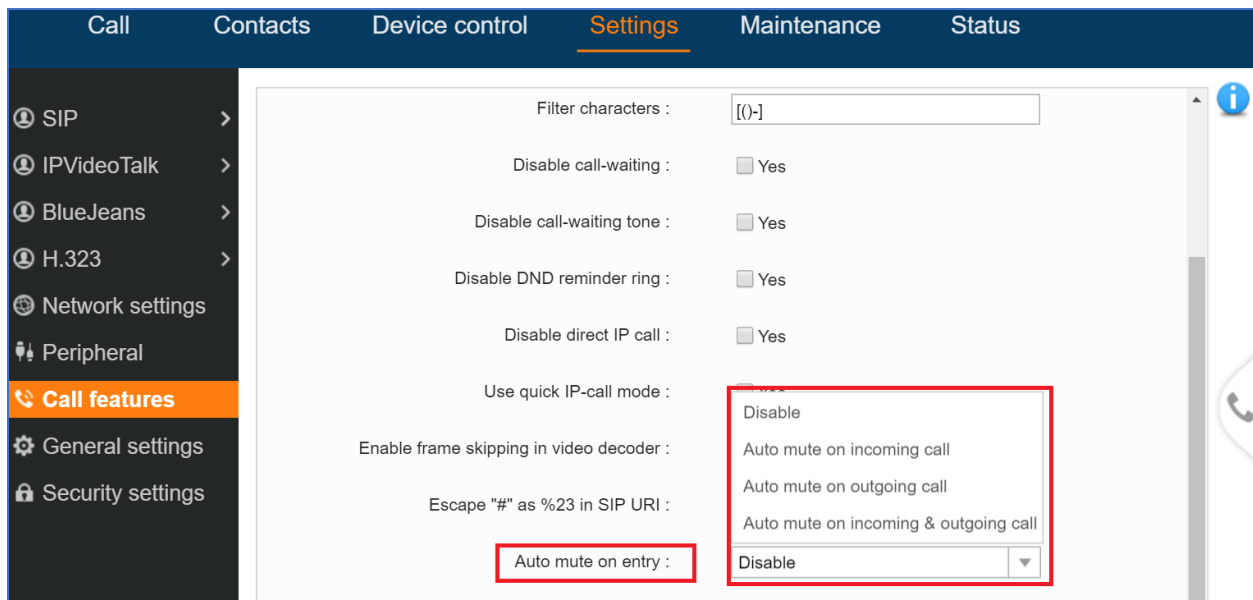 Call Contacts Device control Settings Maintenance Status
SIP
IPVideoTalk
BlueJeans
H.323
Network settings
Peripheral
Call features
General settings
Security settings
Filter characters : [()-]
Disable call-waiting : Yes
Disable call-waiting tone : Yes
Disable DND reminder ring : Yes
Disable direct IP call : Yes
Use quick IP-call mode :
Enable frame skipping in video decoder :
Escape "#" as %23 in SIP URI :
Disable
Auto mute on incoming call
Auto mute on outgoing call
Auto mute on incoming & outgoing call
Auto mute on entry : Disable